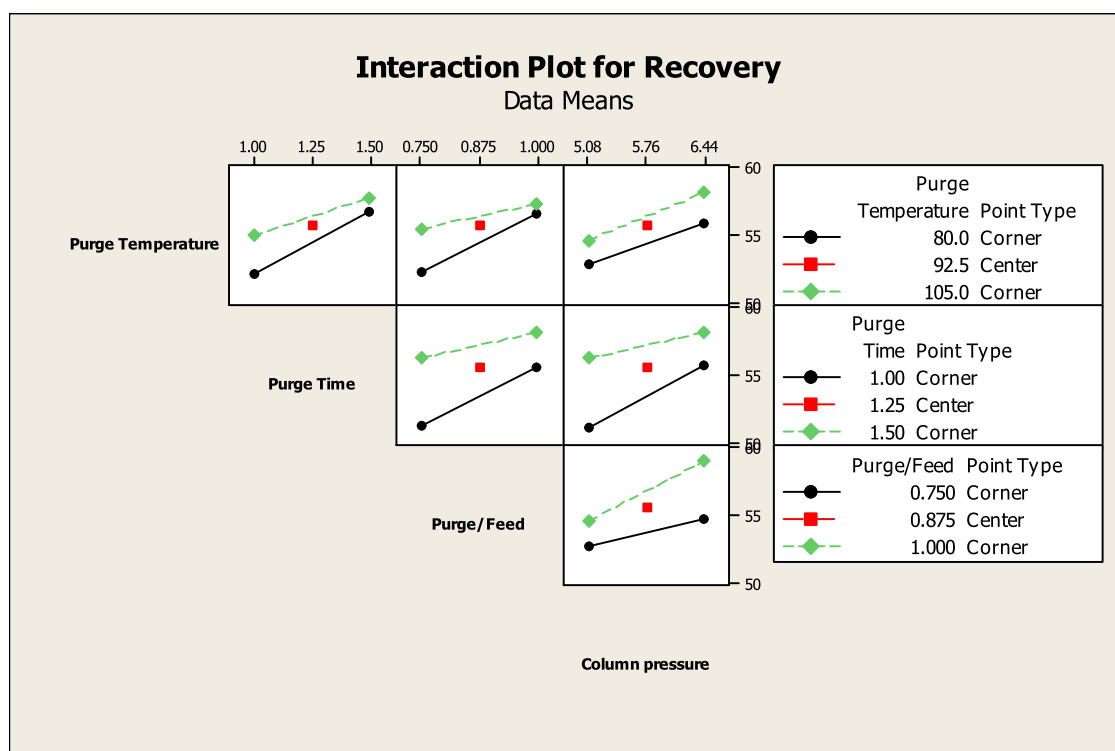 Interaction Plot for Recovery
Data Means
1.00 1.25 1.50 0.750 0.875 1.000 5.08 5.76 6.44
60
55
50
Purge Temperature
Purge
Temperature Point Type
80.0 Corner
92.5 Center
105.0 Corner
60
55
50
Purge Time
Purge
Time Point Type
1.00 Corner
1.25 Center
1.50 Corner
60
55
50
Purge/Feed
Purge/Feed Point Type
0.750 Corner
0.875 Center
1.000 Corner
Column pressure